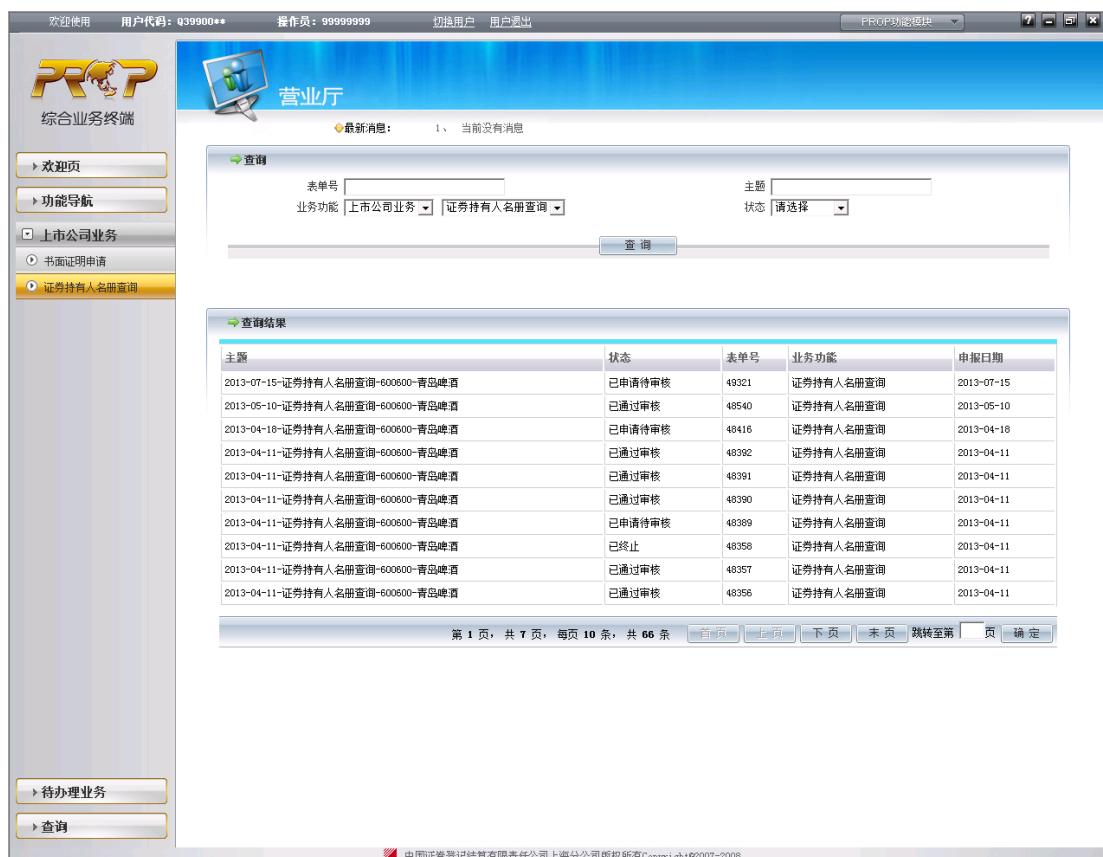 欢迎使用 用户代码: Q39900** 操作员: 99999999 切换用户 用户退出 PROP功能模块
PROP
综合业务终端
营业厅
最新消息: 1、 当前没有消息
欢迎页
功能导航
上市公司业务
书面证明申请
证券持有人名册查询
查询
表单号 主题
业务功能 上市公司业务 证券持有人名册查询 状态 请选择
查 询
查询结果
主题 状态 表单号 业务功能 申报日期
2013-07-15-证券持有人名册查询-600600-青岛啤酒 已申请待审核 49321 证券持有人名册查询 2013-07-15
2013-05-10-证券持有人名册查询-600600-青岛啤酒 已通过审核 48540 证券持有人名册查询 2013-05-10
2013-04-18-证券持有人名册查询-600600-青岛啤酒 已申请待审核 48416 证券持有人名册查询 2013-04-18
2013-04-11-证券持有人名册查询-600600-青岛啤酒 已通过审核 48392 证券持有人名册查询 2013-04-11
2013-04-11-证券持有人名册查询-600600-青岛啤酒 已通过审核 48391 证券持有人名册查询 2013-04-11
2013-04-11-证券持有人名册查询-600600-青岛啤酒 已通过审核 48390 证券持有人名册查询 2013-04-11
2013-04-11-证券持有人名册查询-600600-青岛啤酒 已申请待审核 48389 证券持有人名册查询 2013-04-11
2013-04-11-证券持有人名册查询-600600-青岛啤酒 已终止 48358 证券持有人名册查询 2013-04-11
2013-04-11-证券持有人名册查询-600600-青岛啤酒 已通过审核 48357 证券持有人名册查询 2013-04-11
2013-04-11-证券持有人名册查询-600600-青岛啤酒 已通过审核 48356 证券持有人名册查询 2013-04-11
第 1 页, 共 7 页, 每页 10 条, 共 66 条 首 页 上 页 下 页 末 页 跳转至第 页 确 定
待办理业务
查询
中国证券登记结算有限责任公司上海分公司版权所有Copyright©2007-2008